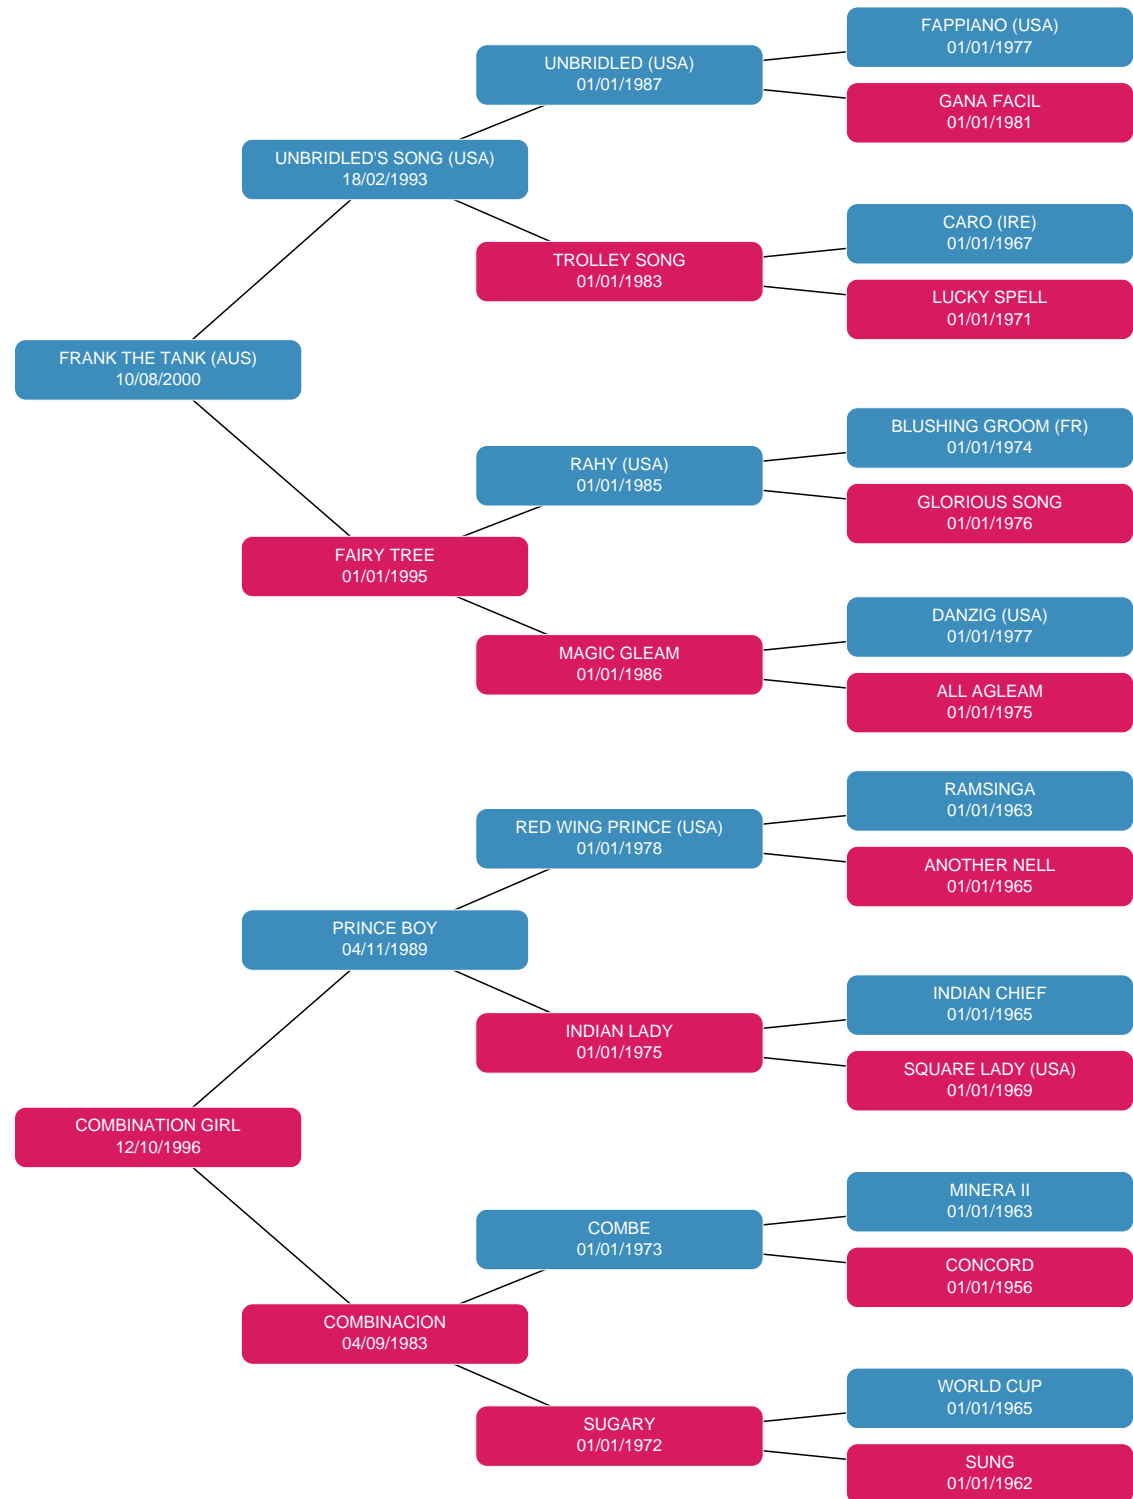 FAPPIANO (USA)
01/01/1977
UNBRIDLED (USA)
01/01/1987
GANA FACIL
01/01/1981
UNBRIDLED'S SONG (USA)
18/02/1993
CARO (IRE)
01/01/1967
TROLLEY SONG
01/01/1983
LUCKY SPELL
01/01/1971
FRANK THE TANK (AUS)
10/08/2000
BLUSHING GROOM (FR)
01/01/1974
RAHY (USA)
01/01/1985
GLORIOUS SONG
01/01/1976
FAIRY TREE
01/01/1995
DANZIG (USA)
01/01/1977
MAGIC GLEAM
01/01/1986
ALL AGLEAM
01/01/1975
RAMSINGA
01/01/1963
RED WING PRINCE (USA)
01/01/1978
ANOTHER NELL
01/01/1965
PRINCE BOY
04/11/1989
INDIAN CHIEF
01/01/1965
INDIAN LADY
01/01/1975
SQUARE LADY (USA)
01/01/1969
COMBINATION GIRL
12/10/1996
MINERA II
01/01/1963
COMBE
01/01/1973
CONCORD
01/01/1956
COMBINACION
04/09/1983
WORLD CUP
01/01/1965
SUGARY
01/01/1972
SUNG
01/01/1962